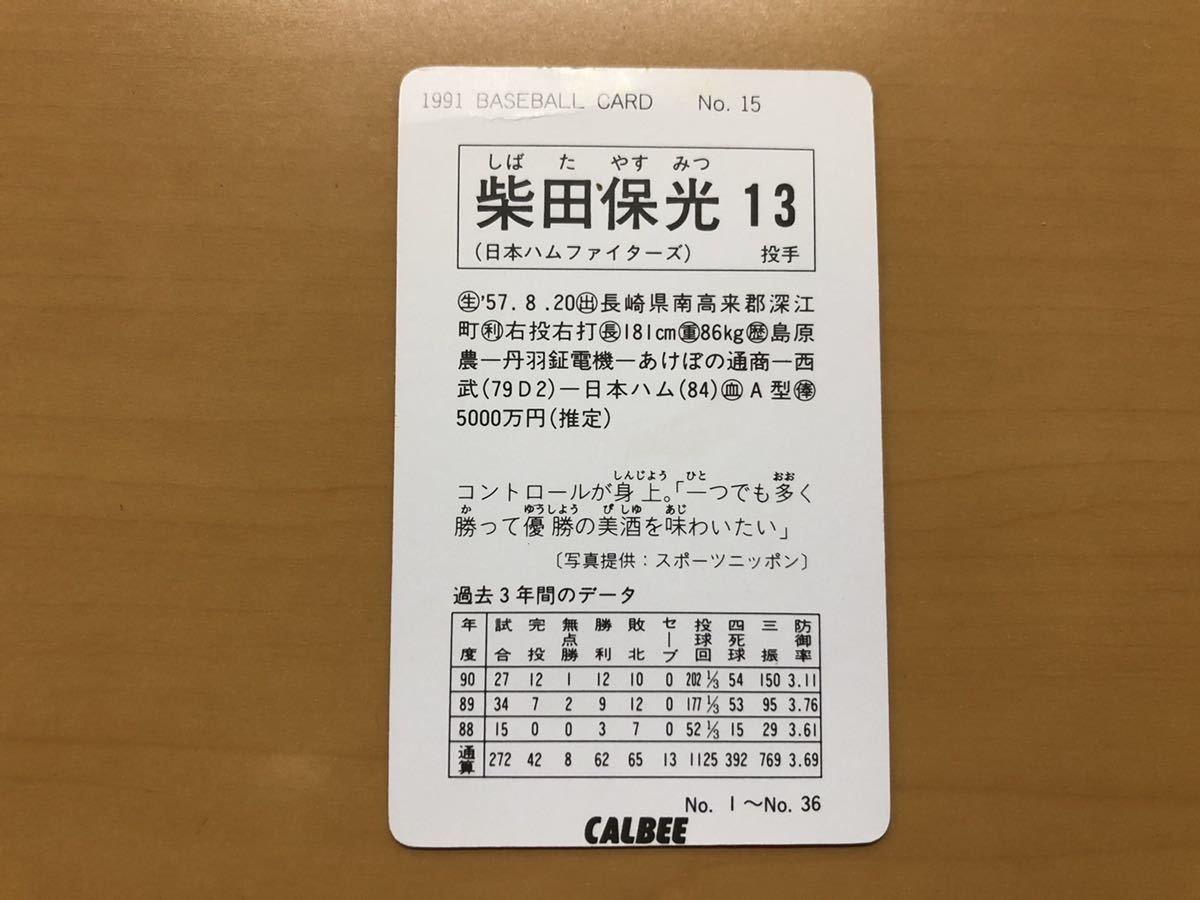 1991 BASEBALL CARD No. 15
しば た やす みつ
柴田保光 13
(日本ハムファイターズ) 投手
㊗'57.8.20㊗長崎県南高来郡深江
町㊗右投右打㊗181cm㊗86kg㊗島原
農ー丹羽鉦電機ーあけぼの通商ー西
武(79D2)ー日本ハム(84)㊗A型㊗
5000万円(推定)
しんじょう ひと おお
コントロールが身上。「一つでも多く
か ゆうしょう びしゅ あじ
勝って優勝の美酒を味わいたい」
〔写真提供:スポーツニッポン〕
過去3年間のデータ
年度 試合 完投 無点勝 勝利 敗北 セーブ 投球回 四死球 三振 防御率
90 27 12 1 12 10 0 202 1/3 54 150 3.11
89 34 7 2 9 12 0 177 1/3 53 95 3.76
88 15 0 0 3 7 0 52 1/3 15 29 3.61
通算 272 42 8 62 65 13 1125 392 769 3.69
No. 1〜No. 36
CALBEE